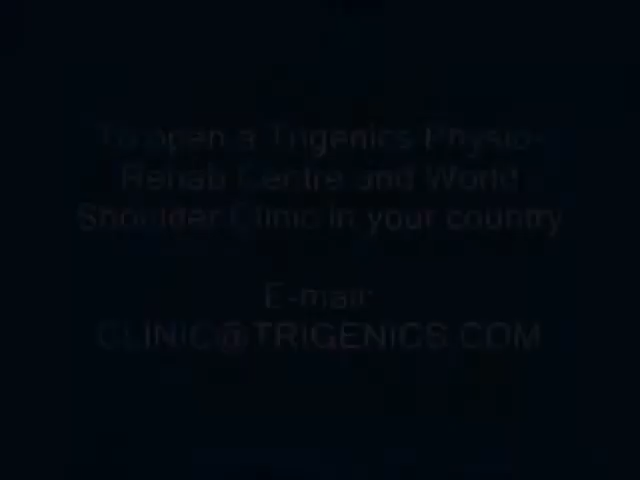 To open a Trigenics Physio-
Rehab Centre and World
Shoulder Clinic in your country
E-mail:
CLINIC@TRIGENICS.COM